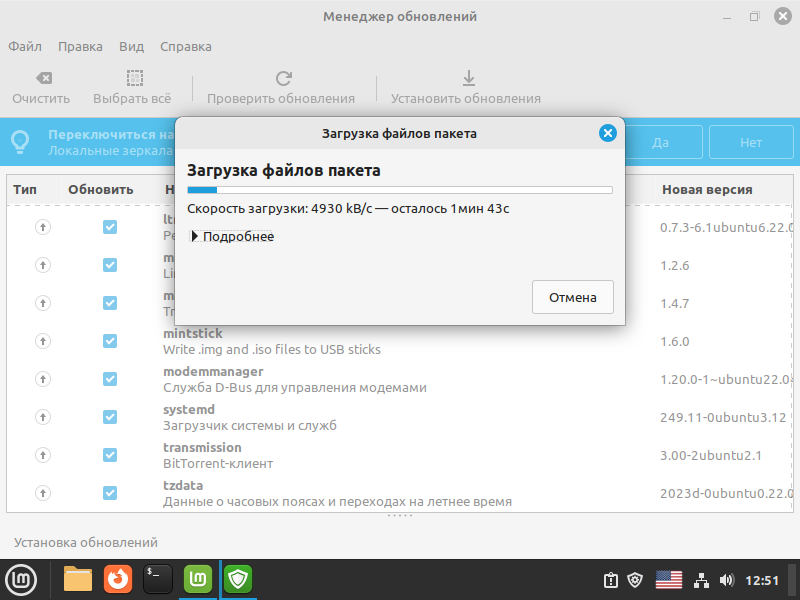 Менеджер обновлений
Файл Правка Вид Справка
Очистить Выбрать всё Проверить обновления Установить обновления
Переключиться на
Локальные зеркала
Да Нет
Загрузка файлов пакета
Загрузка файлов пакета
Скорость загрузки: 4930 kB/c — осталось 1мин 43с
Подробнее
Отмена
Тип Обновить Новая версия
0.7.3-6.1ubuntu6.22.0
1.2.6
1.4.7
mintstick
Write .img and .iso files to USB sticks
1.6.0
modemmanager
Служба D-Bus для управления модемами
1.20.0-1~ubuntu22.04
systemd
Загрузчик системы и служб
249.11-0ubuntu3.12
transmission
BitTorrent-клиент
3.00-2ubuntu2.1
tzdata
Данные о часовых поясах и переходах на летнее время
2023d-0ubuntu0.22.0
Установка обновлений
12:51